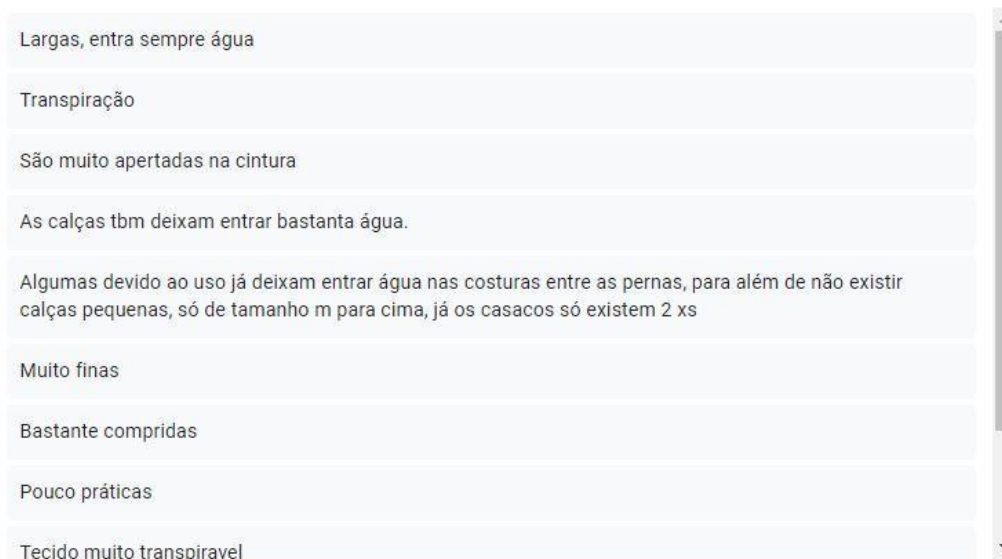 Largas, entra sempre água
Transpiração
São muito apertadas na cintura
As calças tbm deixam entrar bastanta água.
Algumas devido ao uso já deixam entrar água nas costuras entre as pernas, para além de não existir
calças pequenas, só de tamanho m para cima, já os casacos só existem 2 xs
Muito finas
Bastante compridas
Pouco práticas
Tecido muito transpiravel